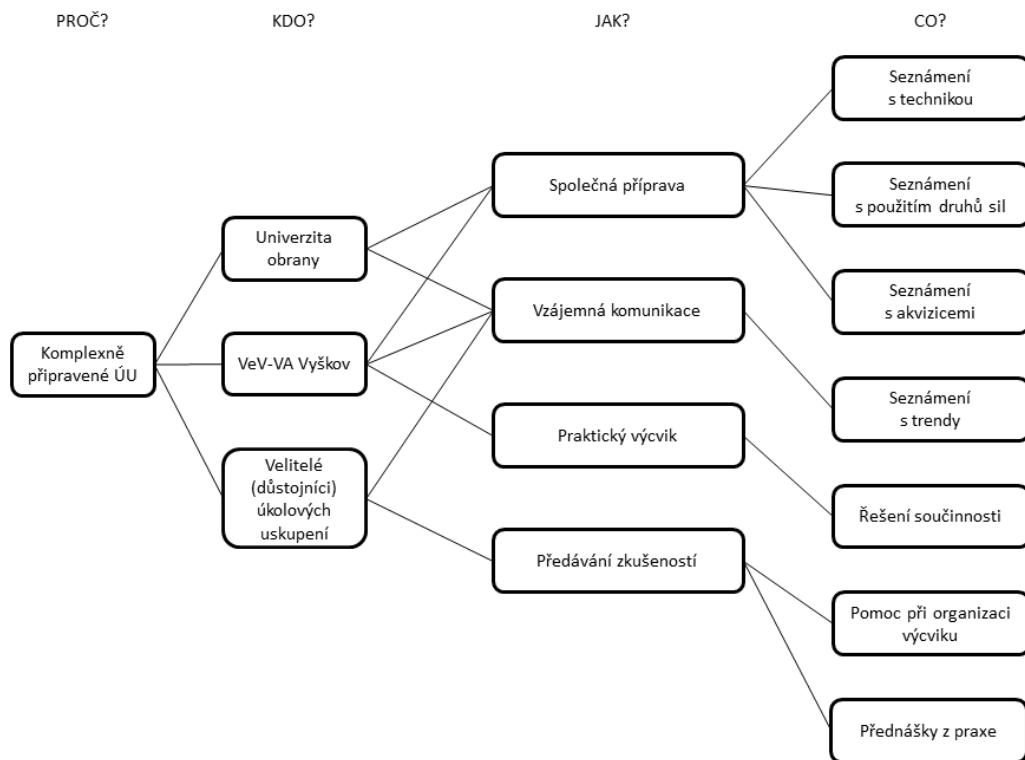 PROČ?
KDO?
JAK?
CO?
Komplexně
připravené ÚU
Univerzita
obrany
VeV-VA Vyškov
Velitelé
(důstojníci)
úkolových
uskupení
Společná příprava
Vzájemná komunikace
Praktický výcvik
Předávání zkušeností
Seznámení
s technikou
Seznámení
s použitím druhů sil
Seznámení
s akvizicemi
Seznámení
s trendy
Řešení součinnosti
Pomoc při organizaci
výcviku
Přednášky z praxe